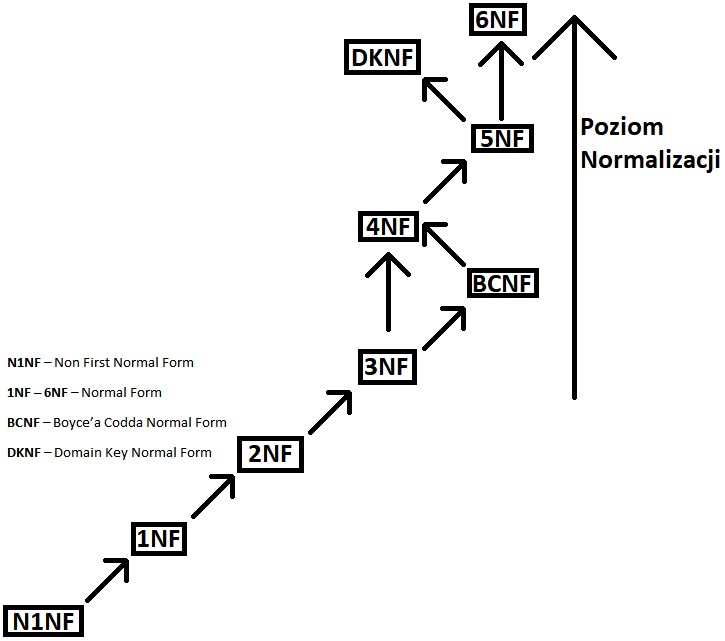 6NF
DKNF
5NF
Poziom
Normalizacji
4NF
BCNF
3NF
N1NF – Non First Normal Form
1NF – 6NF – Normal Form
BCNF – Boyce’a Codda Normal Form
DKNF – Domain Key Normal Form
2NF
1NF
N1NF